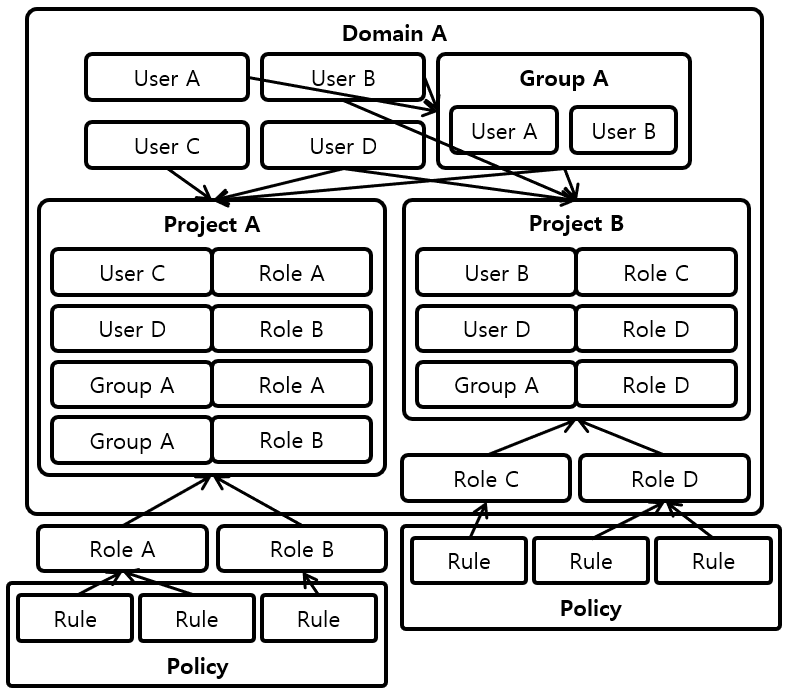 Domain A
User A
User B
Group A
User A
User B
User C
User D
Project A
User C
Role A
User D
Role B
Group A
Role A
Group A
Role B
Project B
User B
Role C
User D
Role D
Group A
Role D
Role C
Role D
Role A
Role B
Rule
Rule
Rule
Policy
Rule
Rule
Rule
Policy